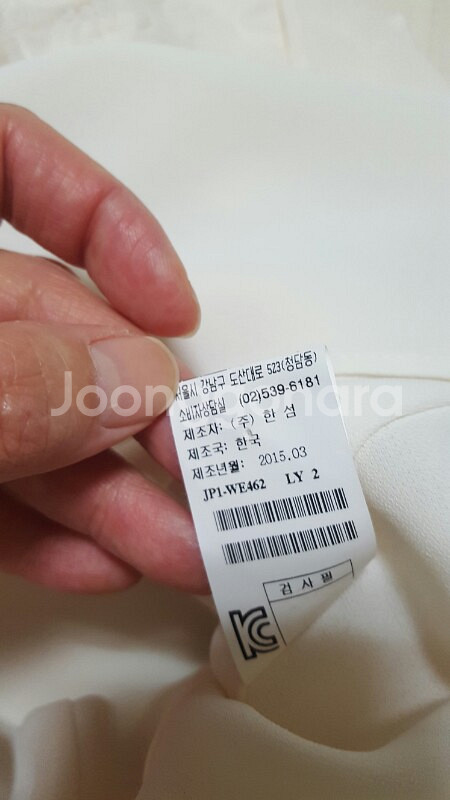 서울시 강남구 도산대로 523(청담동)
소비자상담실 (02)539-6181
제조자: (주) 한 섬
제조국: 한국
제조년월: 2015.03
JP1-WE462 LY 2
검 사 필
KC
Joongonara